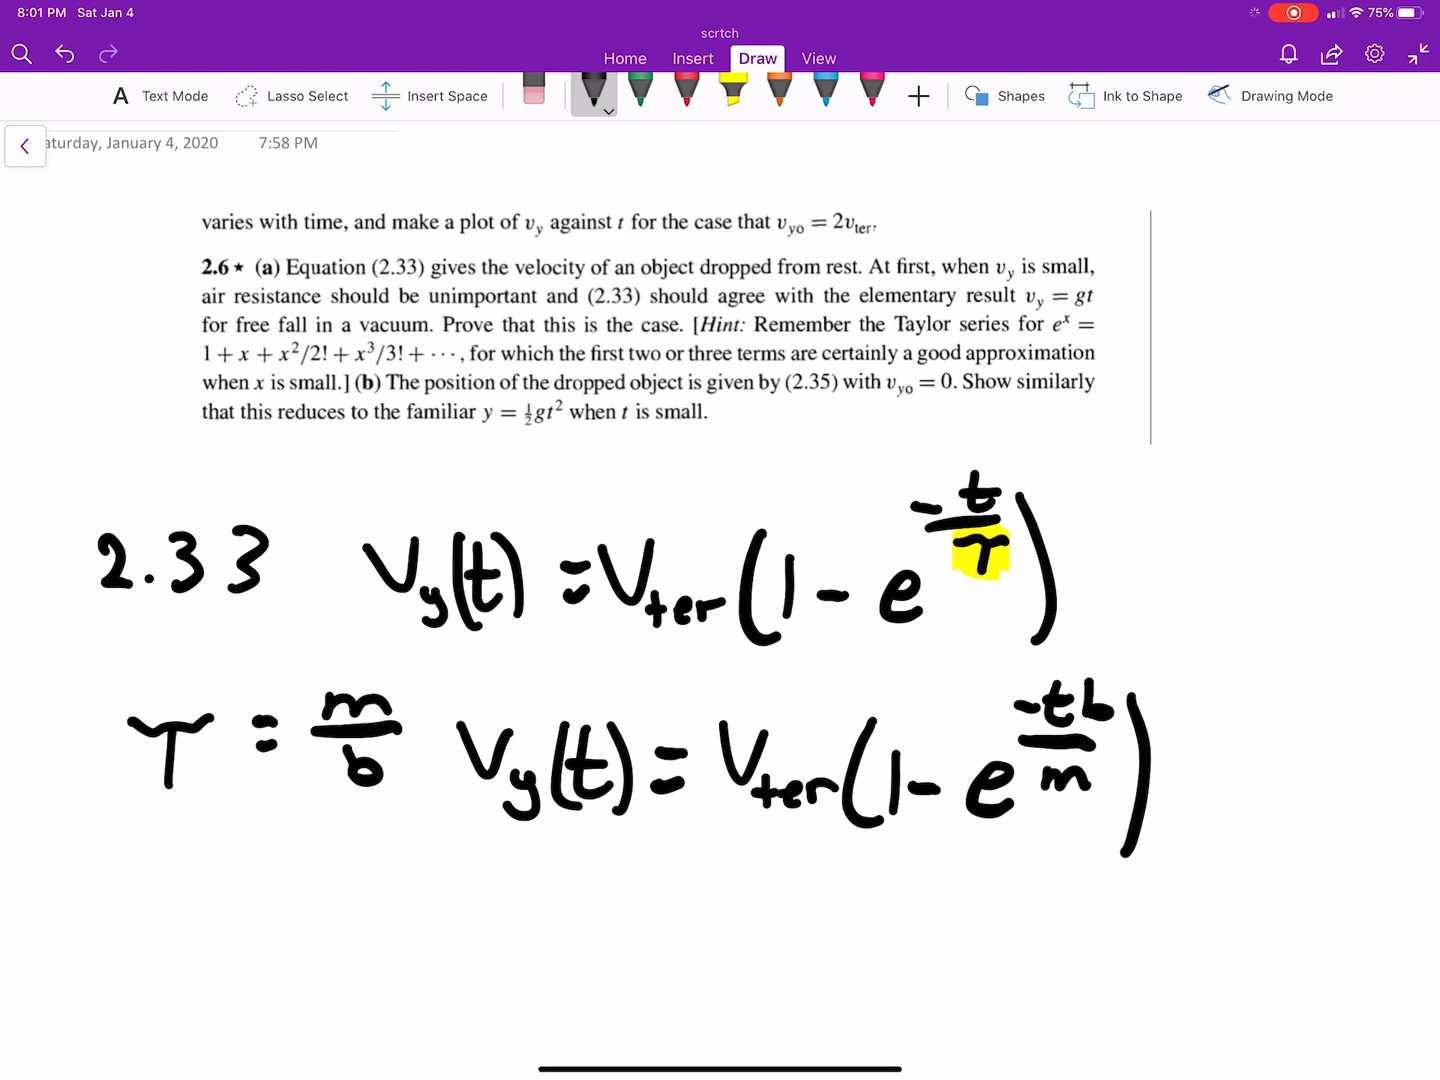 8:01 PM Sat Jan 4
75%
scrtch
Home Insert Draw View
A Text Mode Lasso Select Insert Space Shapes Ink to Shape Drawing Mode
aturday, January 4, 2020 7:58 PM
varies with time, and make a plot of v_y against t for the case that v_yo = 2v_ter.
2.6 ⋆ (a) Equation (2.33) gives the velocity of an object dropped from rest. At first, when v_y is small,
air resistance should be unimportant and (2.33) should agree with the elementary result v_y = gt
for free fall in a vacuum. Prove that this is the case. [Hint: Remember the Taylor series for e^x =
1 + x + x^2/2! + x^3/3! + ···, for which the first two or three terms are certainly a good approximation
when x is small.] (b) The position of the dropped object is given by (2.35) with v_yo = 0. Show similarly
that this reduces to the familiar y = ½gt² when t is small.
2.33 V_y(t) = V_ter(1 - e^(-t/τ))
τ = m/b V_y(t) = V_ter(1 - e^(-tb/m))